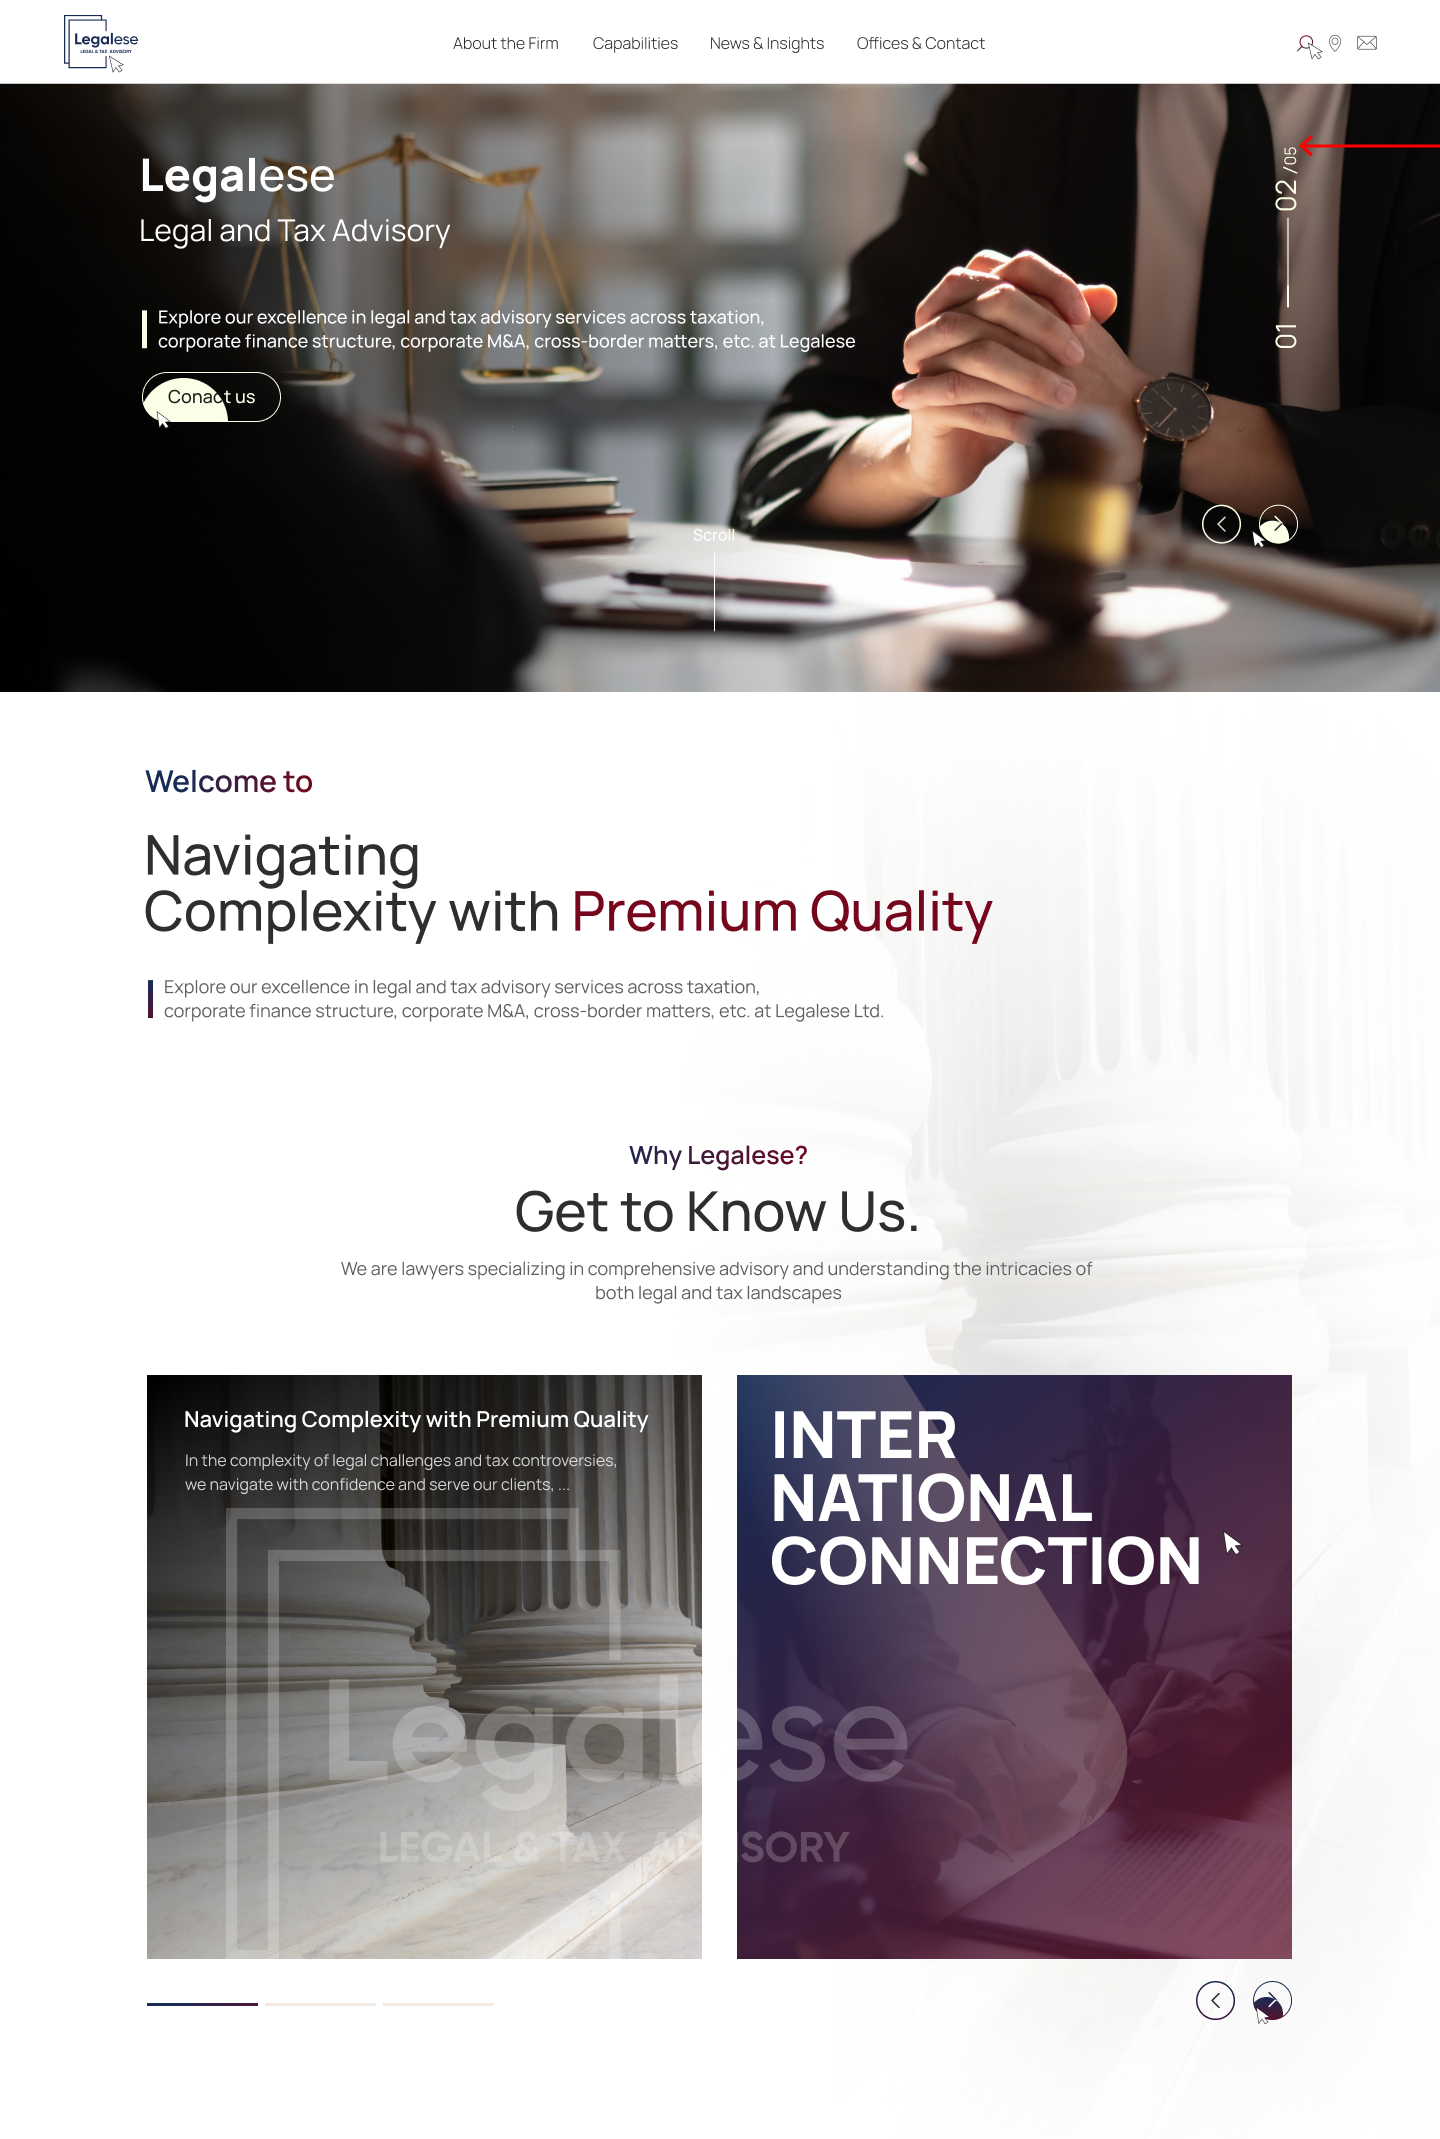 Legalese
LEGAL & TAX ADVISORY
About the Firm
Capabilities
News & Insights
Offices & Contact
Legalese
Legal and Tax Advisory
Explore our excellence in legal and tax advisory services across taxation,
corporate finance structure, corporate M&A, cross-border matters, etc. at Legalese
Conact us
01
02 /05
Scroll
Welcome to
Navigating
Complexity with Premium Quality
Explore our excellence in legal and tax advisory services across taxation,
corporate finance structure, corporate M&A, cross-border matters, etc. at Legalese Ltd.
Why Legalese?
Get to Know Us.
We are lawyers specializing in comprehensive advisory and understanding the intricacies of
both legal and tax landscapes
Navigating Complexity with Premium Quality
In the complexity of legal challenges and tax controversies,
we navigate with confidence and serve our clients, ...
INTER
NATIONAL
CONNECTION
Legalese
LEGAL & TAX ADVISORY